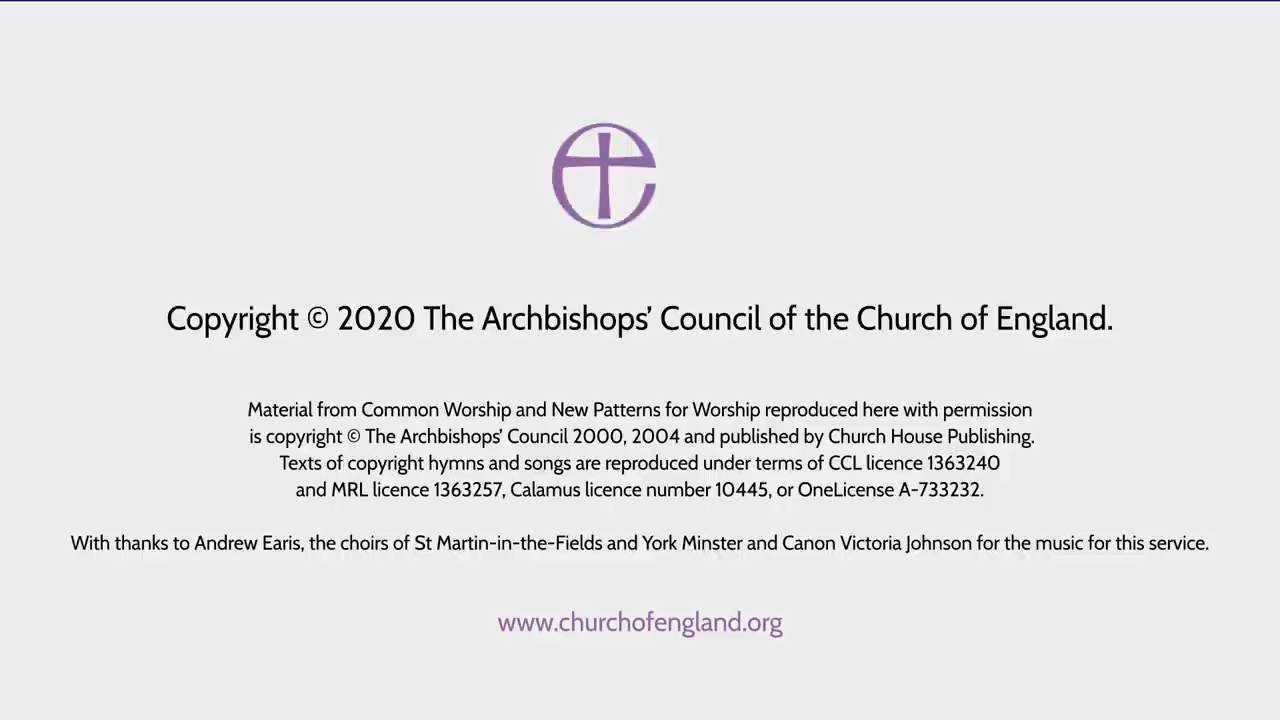 Copyright © 2020 The Archbishops’ Council of the Church of England.
Material from Common Worship and New Patterns for Worship reproduced here with permission
is copyright © The Archbishops’ Council 2000, 2004 and published by Church House Publishing.
Texts of copyright hymns and songs are reproduced under terms of CCL licence 1363240
and MRL licence 1363257, Calamus licence number 10445, or OneLicense A-733232.
With thanks to Andrew Earis, the choirs of St Martin-in-the-Fields and York Minster and Canon Victoria Johnson for the music for this service.
www.churchofengland.org